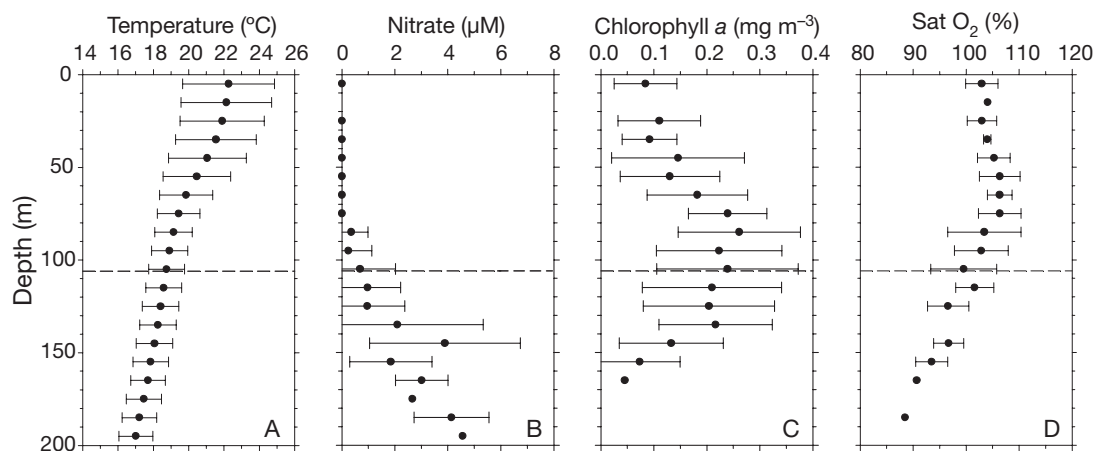 Temperature (ºC) Nitrate (µM) Chlorophyll a (mg m⁻³) Sat O₂ (%)
14 16 18 20 22 24 26 0 2 4 6 8 0.0 0.1 0.2 0.3 0.4 80 90 100 110 120
0
50
100
150
200
Depth (m)
A B C D